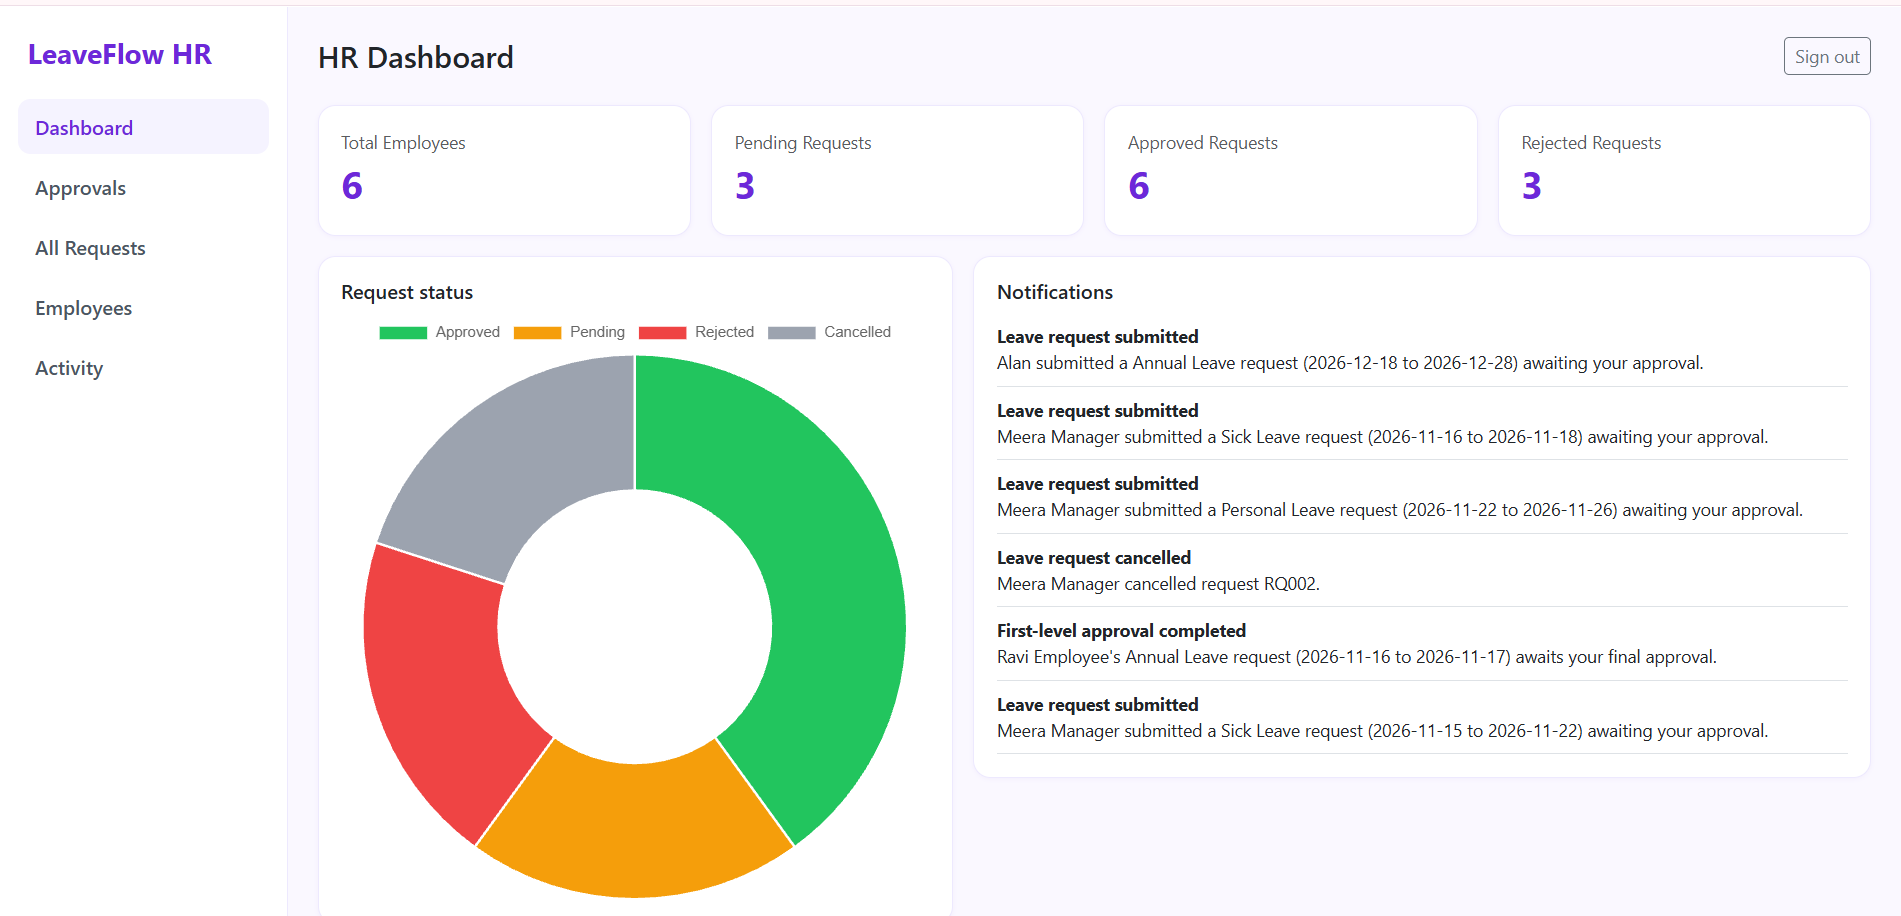 LeaveFlow HR
Dashboard
Approvals
All Requests
Employees
Activity
HR Dashboard
Sign out
Total Employees
6
Pending Requests
3
Approved Requests
6
Rejected Requests
3
Request status
Approved
Pending
Rejected
Cancelled
Notifications
Leave request submitted
Alan submitted a Annual Leave request (2026-12-18 to 2026-12-28) awaiting your approval.
Leave request submitted
Meera Manager submitted a Sick Leave request (2026-11-16 to 2026-11-18) awaiting your approval.
Leave request submitted
Meera Manager submitted a Personal Leave request (2026-11-22 to 2026-11-26) awaiting your approval.
Leave request cancelled
Meera Manager cancelled request RQ002.
First-level approval completed
Ravi Employee's Annual Leave request (2026-11-16 to 2026-11-17) awaits your final approval.
Leave request submitted
Meera Manager submitted a Sick Leave request (2026-11-15 to 2026-11-22) awaiting your approval.